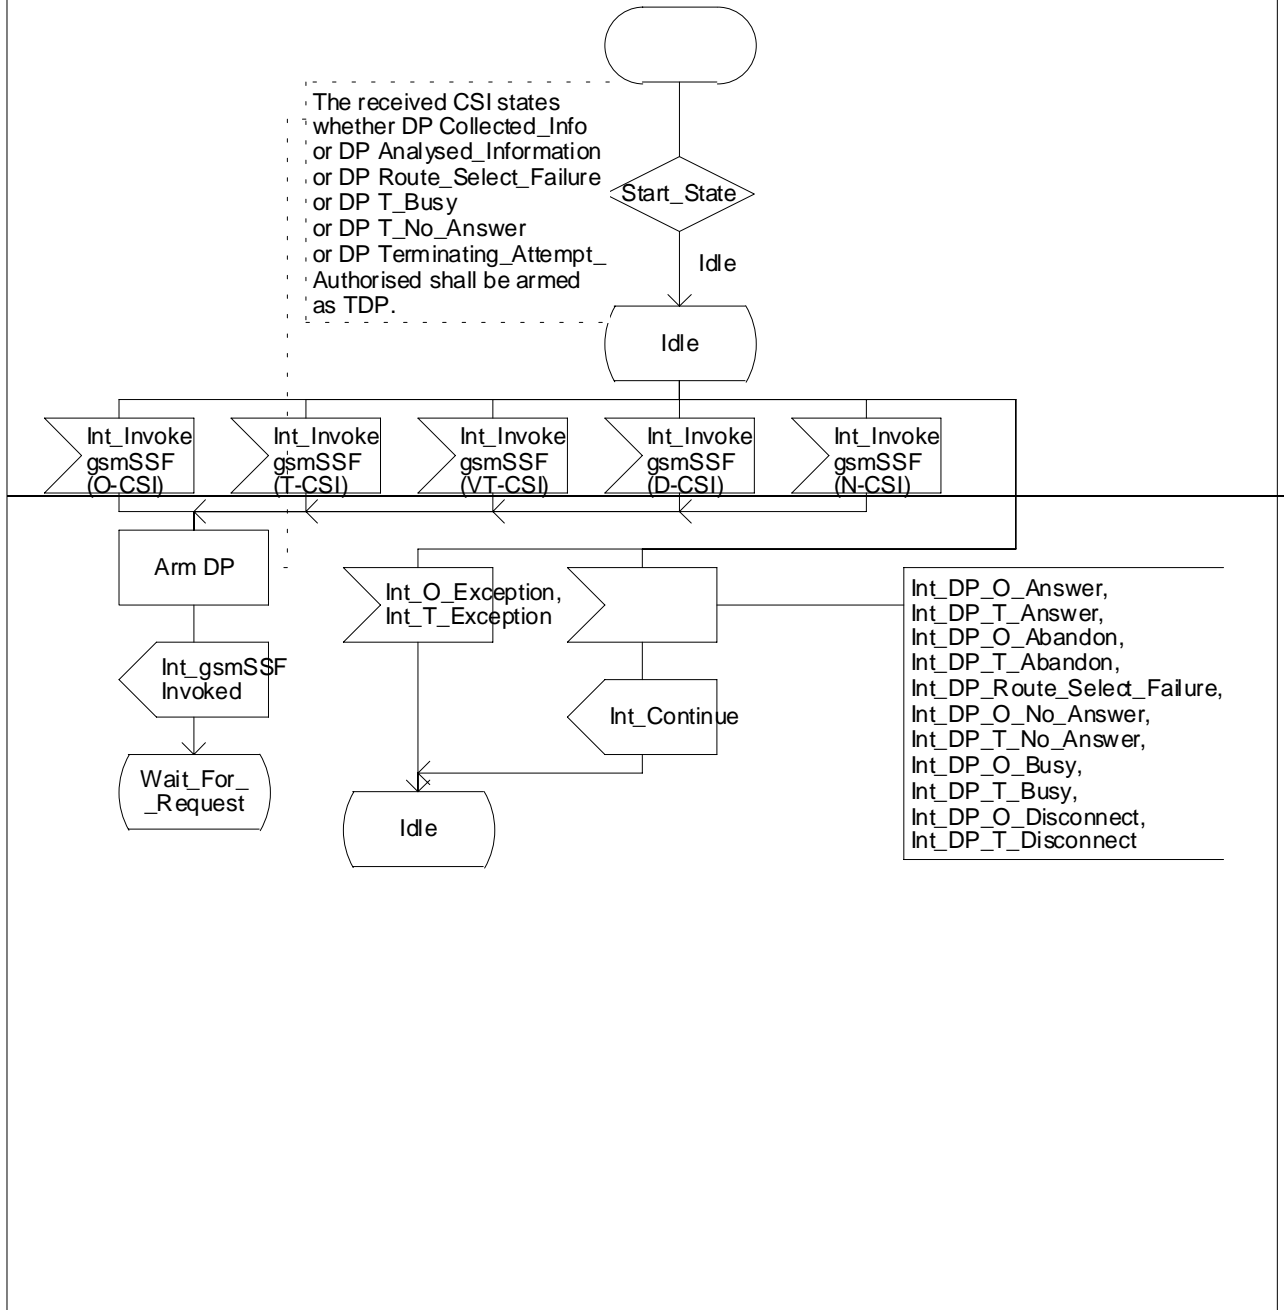 The received CSI states
whether DP Collected_Info
or DP Analysed_Information
or DP Route_Select_Failure
or DP T_Busy
or DP T_No_Answer
or DP Terminating_Attempt_
Authorised shall be armed
as TDP.
Start_State
Idle
Idle
Int_Invoke
gsmSSF
(O-CSI)
Int_Invoke
gsmSSF
(T-CSI)
Int_Invoke
gsmSSF
(VT-CSI)
Int_Invoke
gsmSSF
(D-CSI)
Int_Invoke
gsmSSF
(N-CSI)
Arm DP
Int_gsmSSF
Invoked
Wait_For_
_Request
Int_O_Exception,
Int_T_Exception
Int_Continue
Idle
Int_DP_O_Answer,
Int_DP_T_Answer,
Int_DP_O_Abandon,
Int_DP_T_Abandon,
Int_DP_Route_Select_Failure,
Int_DP_O_No_Answer,
Int_DP_T_No_Answer,
Int_DP_O_Busy,
Int_DP_T_Busy,
Int_DP_O_Disconnect,
Int_DP_T_Disconnect